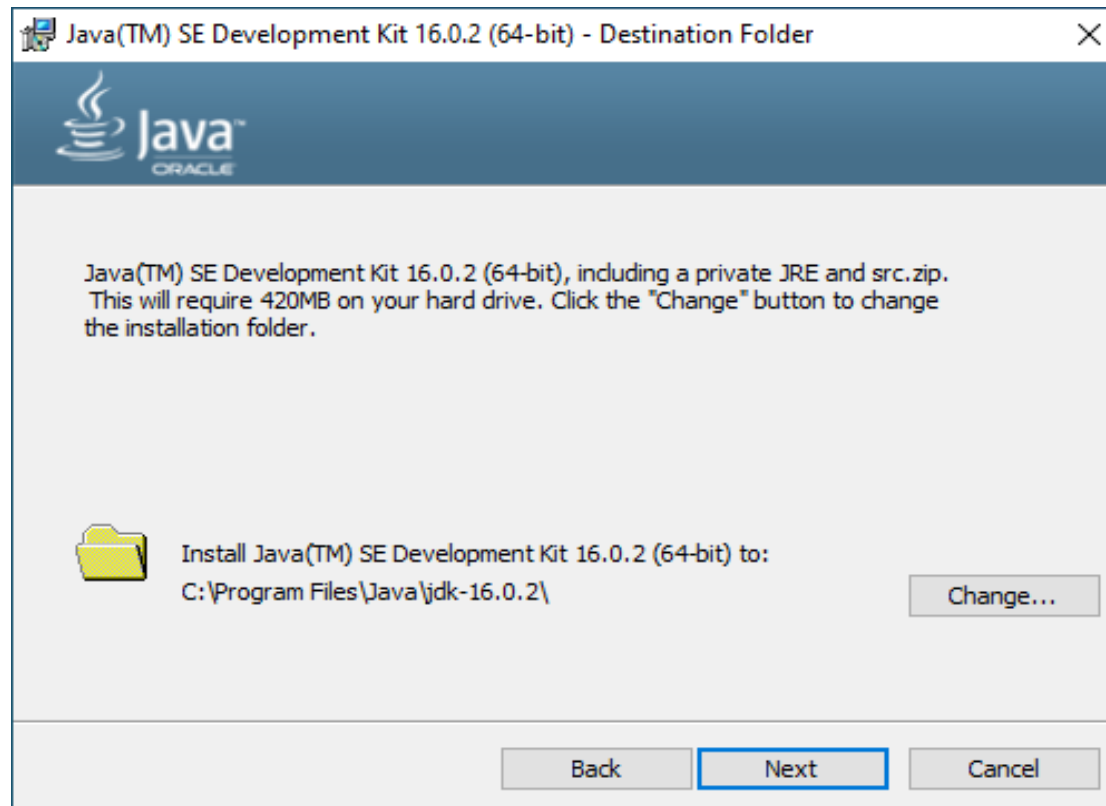 Java(TM) SE Development Kit 16.0.2 (64-bit) - Destination Folder
Java™
ORACLE
Java(TM) SE Development Kit 16.0.2 (64-bit), including a private JRE and src.zip.
This will require 420MB on your hard drive. Click the "Change" button to change
the installation folder.
Install Java(TM) SE Development Kit 16.0.2 (64-bit) to:
C:\Program Files\Java\jdk-16.0.2\
Change...
Back
Next
Cancel